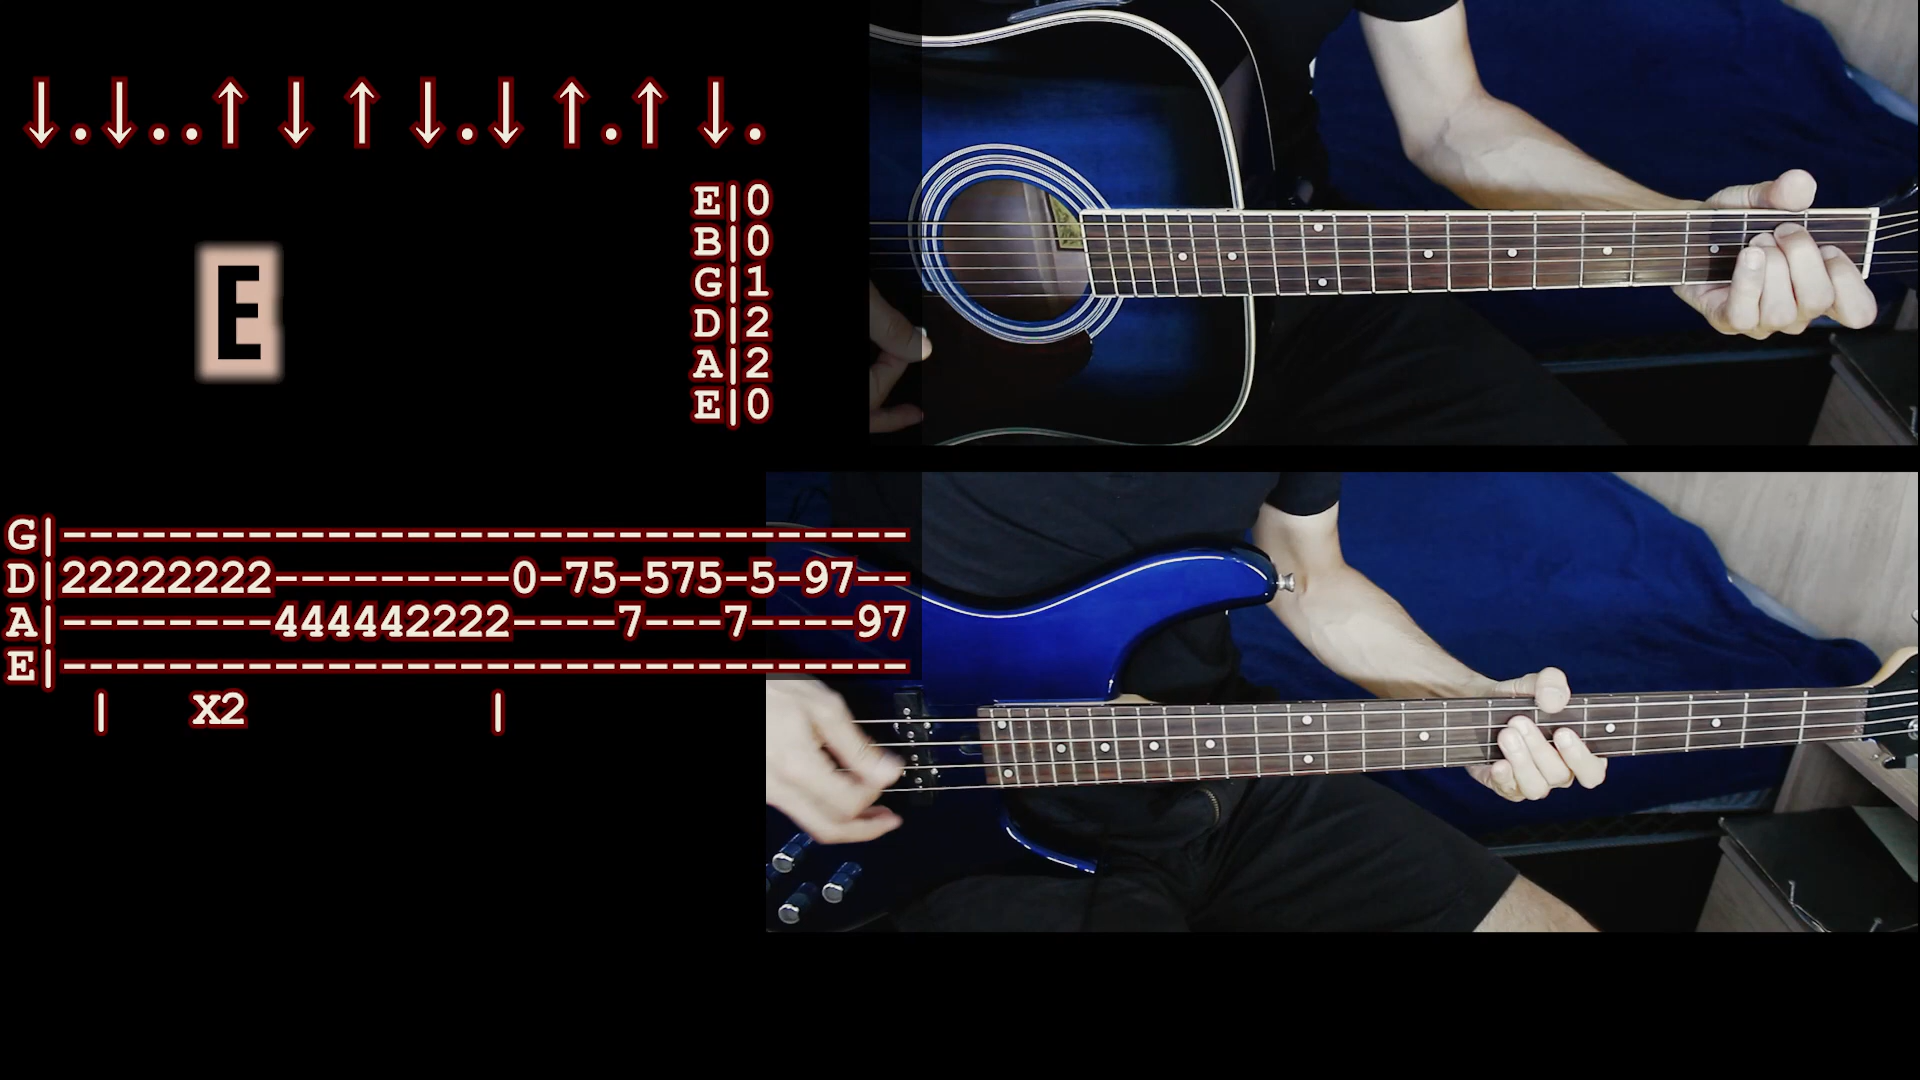 ↓.↓..↑ ↓ ↑ ↓.↓ ↑.↑ ↓.
E|0
B|0
G|1
D|2
A|2
E|0
E
G|--------------------------------
D|22222222---------0-75-575-5-97--
A|--------444442222----7---7----97
E|--------------------------------
| X2 |